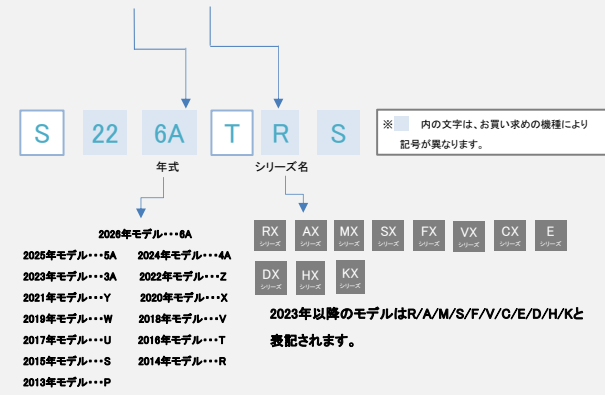 S 22 6A T R S
※ 内の文字は、お買い求めの機種により
記号が異なります。
年式 シリーズ名
2026年モデル・・・6A
2025年モデル・・・5A 2024年モデル・・・4A
2023年モデル・・・3A 2022年モデル・・・Z
2021年モデル・・・Y 2020年モデル・・・X
2019年モデル・・・W 2018年モデル・・・V
2017年モデル・・・U 2016年モデル・・・T
2015年モデル・・・S 2014年モデル・・・R
2013年モデル・・・P
RX AX MX SX FX VX CX E
シリーズ シリーズ シリーズ シリーズ シリーズ シリーズ シリーズ シリーズ
DX HX KX
シリーズ シリーズ シリーズ
2023年以降のモデルはR/A/M/S/F/V/C/E/D/H/Kと
表記されます。